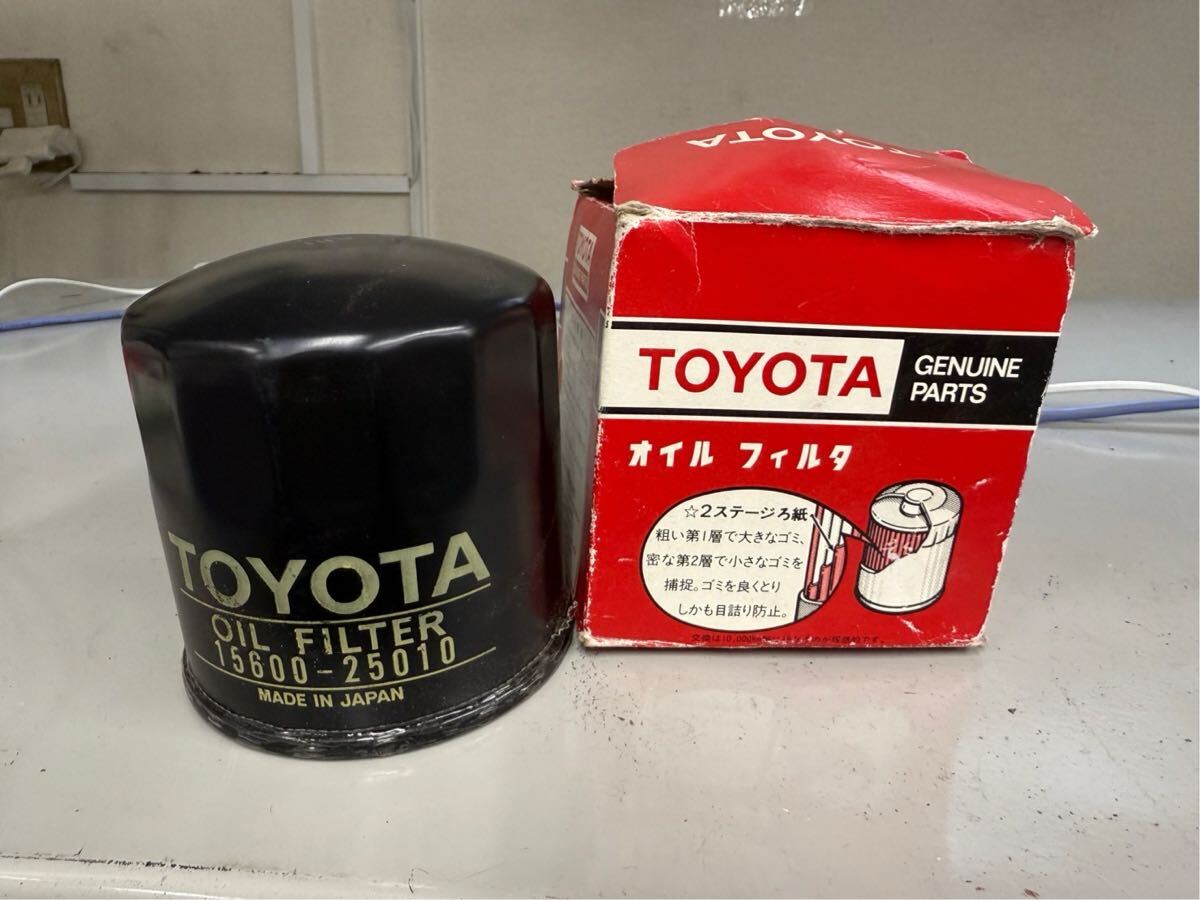 TOYOTA
OIL FILTER
15600-25010
MADE IN JAPAN
TOYOTA
TOYOTA
TOYOTA
GENUINE
PARTS
オイル フィルタ
☆2ステージろ紙
粗い第1層で大きなゴミ、
密な第2層で小さなゴミを
捕捉。ゴミを良くとり
しかも目詰り防止。